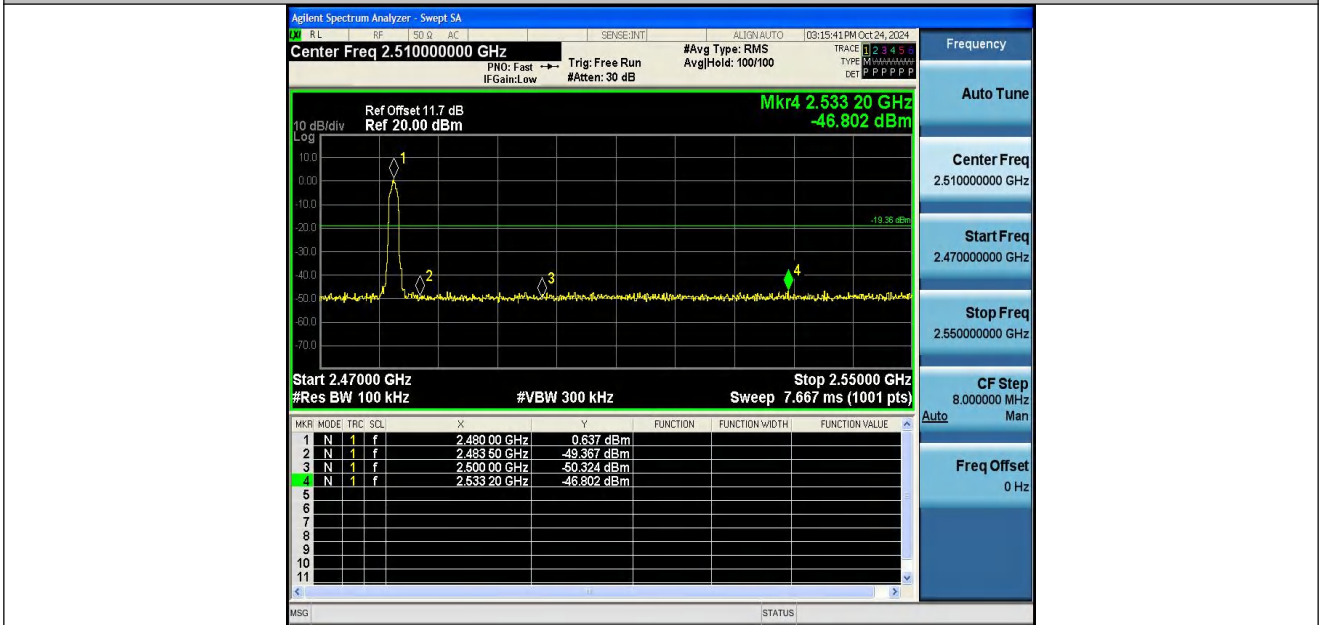 Agilent Spectrum Analyzer - Swept SA
LXI RL RF 50 Ω AC SENSE:INT ALIGNAUTO 03:15:41 PM Oct 24, 2024
Center Freq 2.510000000 GHz
PNO: Fast
IFGain:Low
Trig: Free Run
#Atten: 30 dB
#Avg Type: RMS
Avg|Hold: 100/100
TRACE 1 2 3 4 5 6
TYPE M
DET P P P P P P
Ref Offset 11.7 dB
10 dB/div Ref 20.00 dBm
Log
Mkr4 2.533 20 GHz
-46.802 dBm
10.0
0.00
-10.0
-20.0
-30.0
-40.0
-50.0
-60.0
-70.0
1
2
3
4
-19.36 dBm
Start 2.47000 GHz Stop 2.55000 GHz
#Res BW 100 kHz #VBW 300 kHz Sweep 7.667 ms (1001 pts)
MKR MODE TRC SCL X Y FUNCTION FUNCTION WIDTH FUNCTION VALUE
1 N 1 f 2.480 00 GHz 0.637 dBm
2 N 1 f 2.483 50 GHz -49.367 dBm
3 N 1 f 2.500 00 GHz -50.324 dBm
4 N 1 f 2.533 20 GHz -46.802 dBm
5
6
7
8
9
10
11
MSG STATUS
Frequency
Auto Tune
Center Freq
2.510000000 GHz
Start Freq
2.470000000 GHz
Stop Freq
2.550000000 GHz
CF Step
8.000000 MHz
Auto Man
Freq Offset
0 Hz